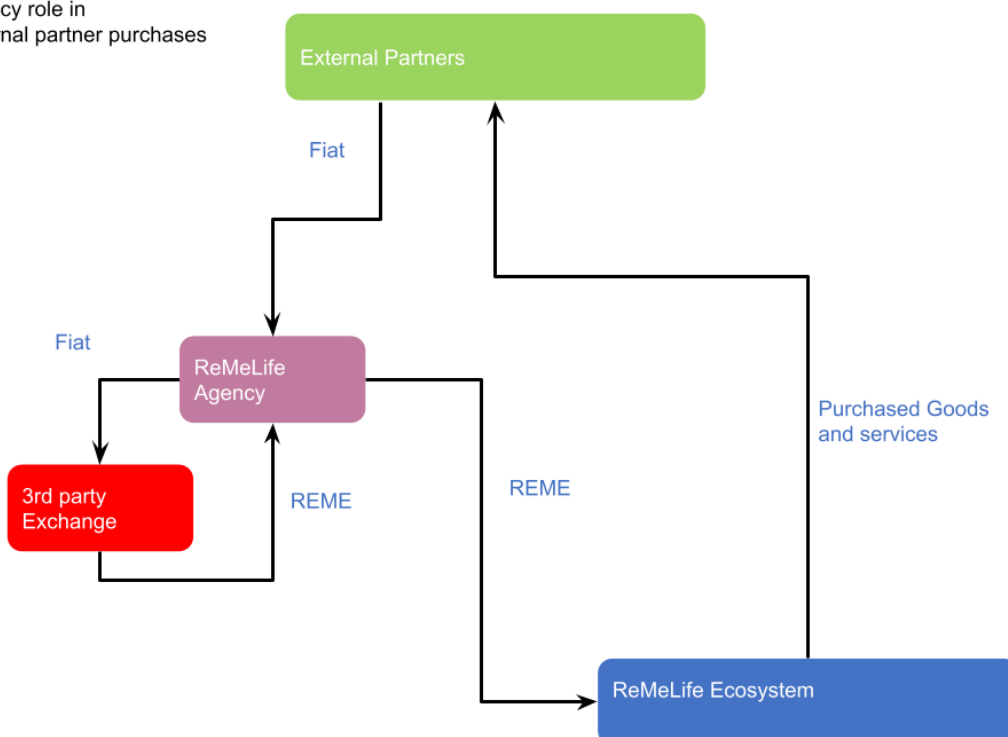 cy role in
rnal partner purchases
External Partners
Fiat
Fiat
ReMeLife
Agency
Purchased Goods
and services
3rd party
Exchange
REME
REME
ReMeLife Ecosystem